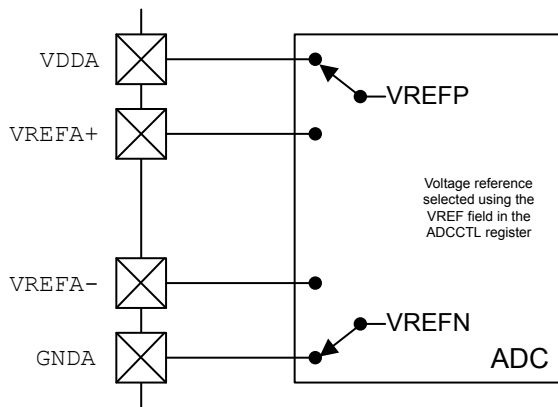 VDDA
VREFP
VREFA+
Voltage reference
selected using the
VREF field in the
ADCCTL register
VREFA-
VREFN
GNDA
ADC